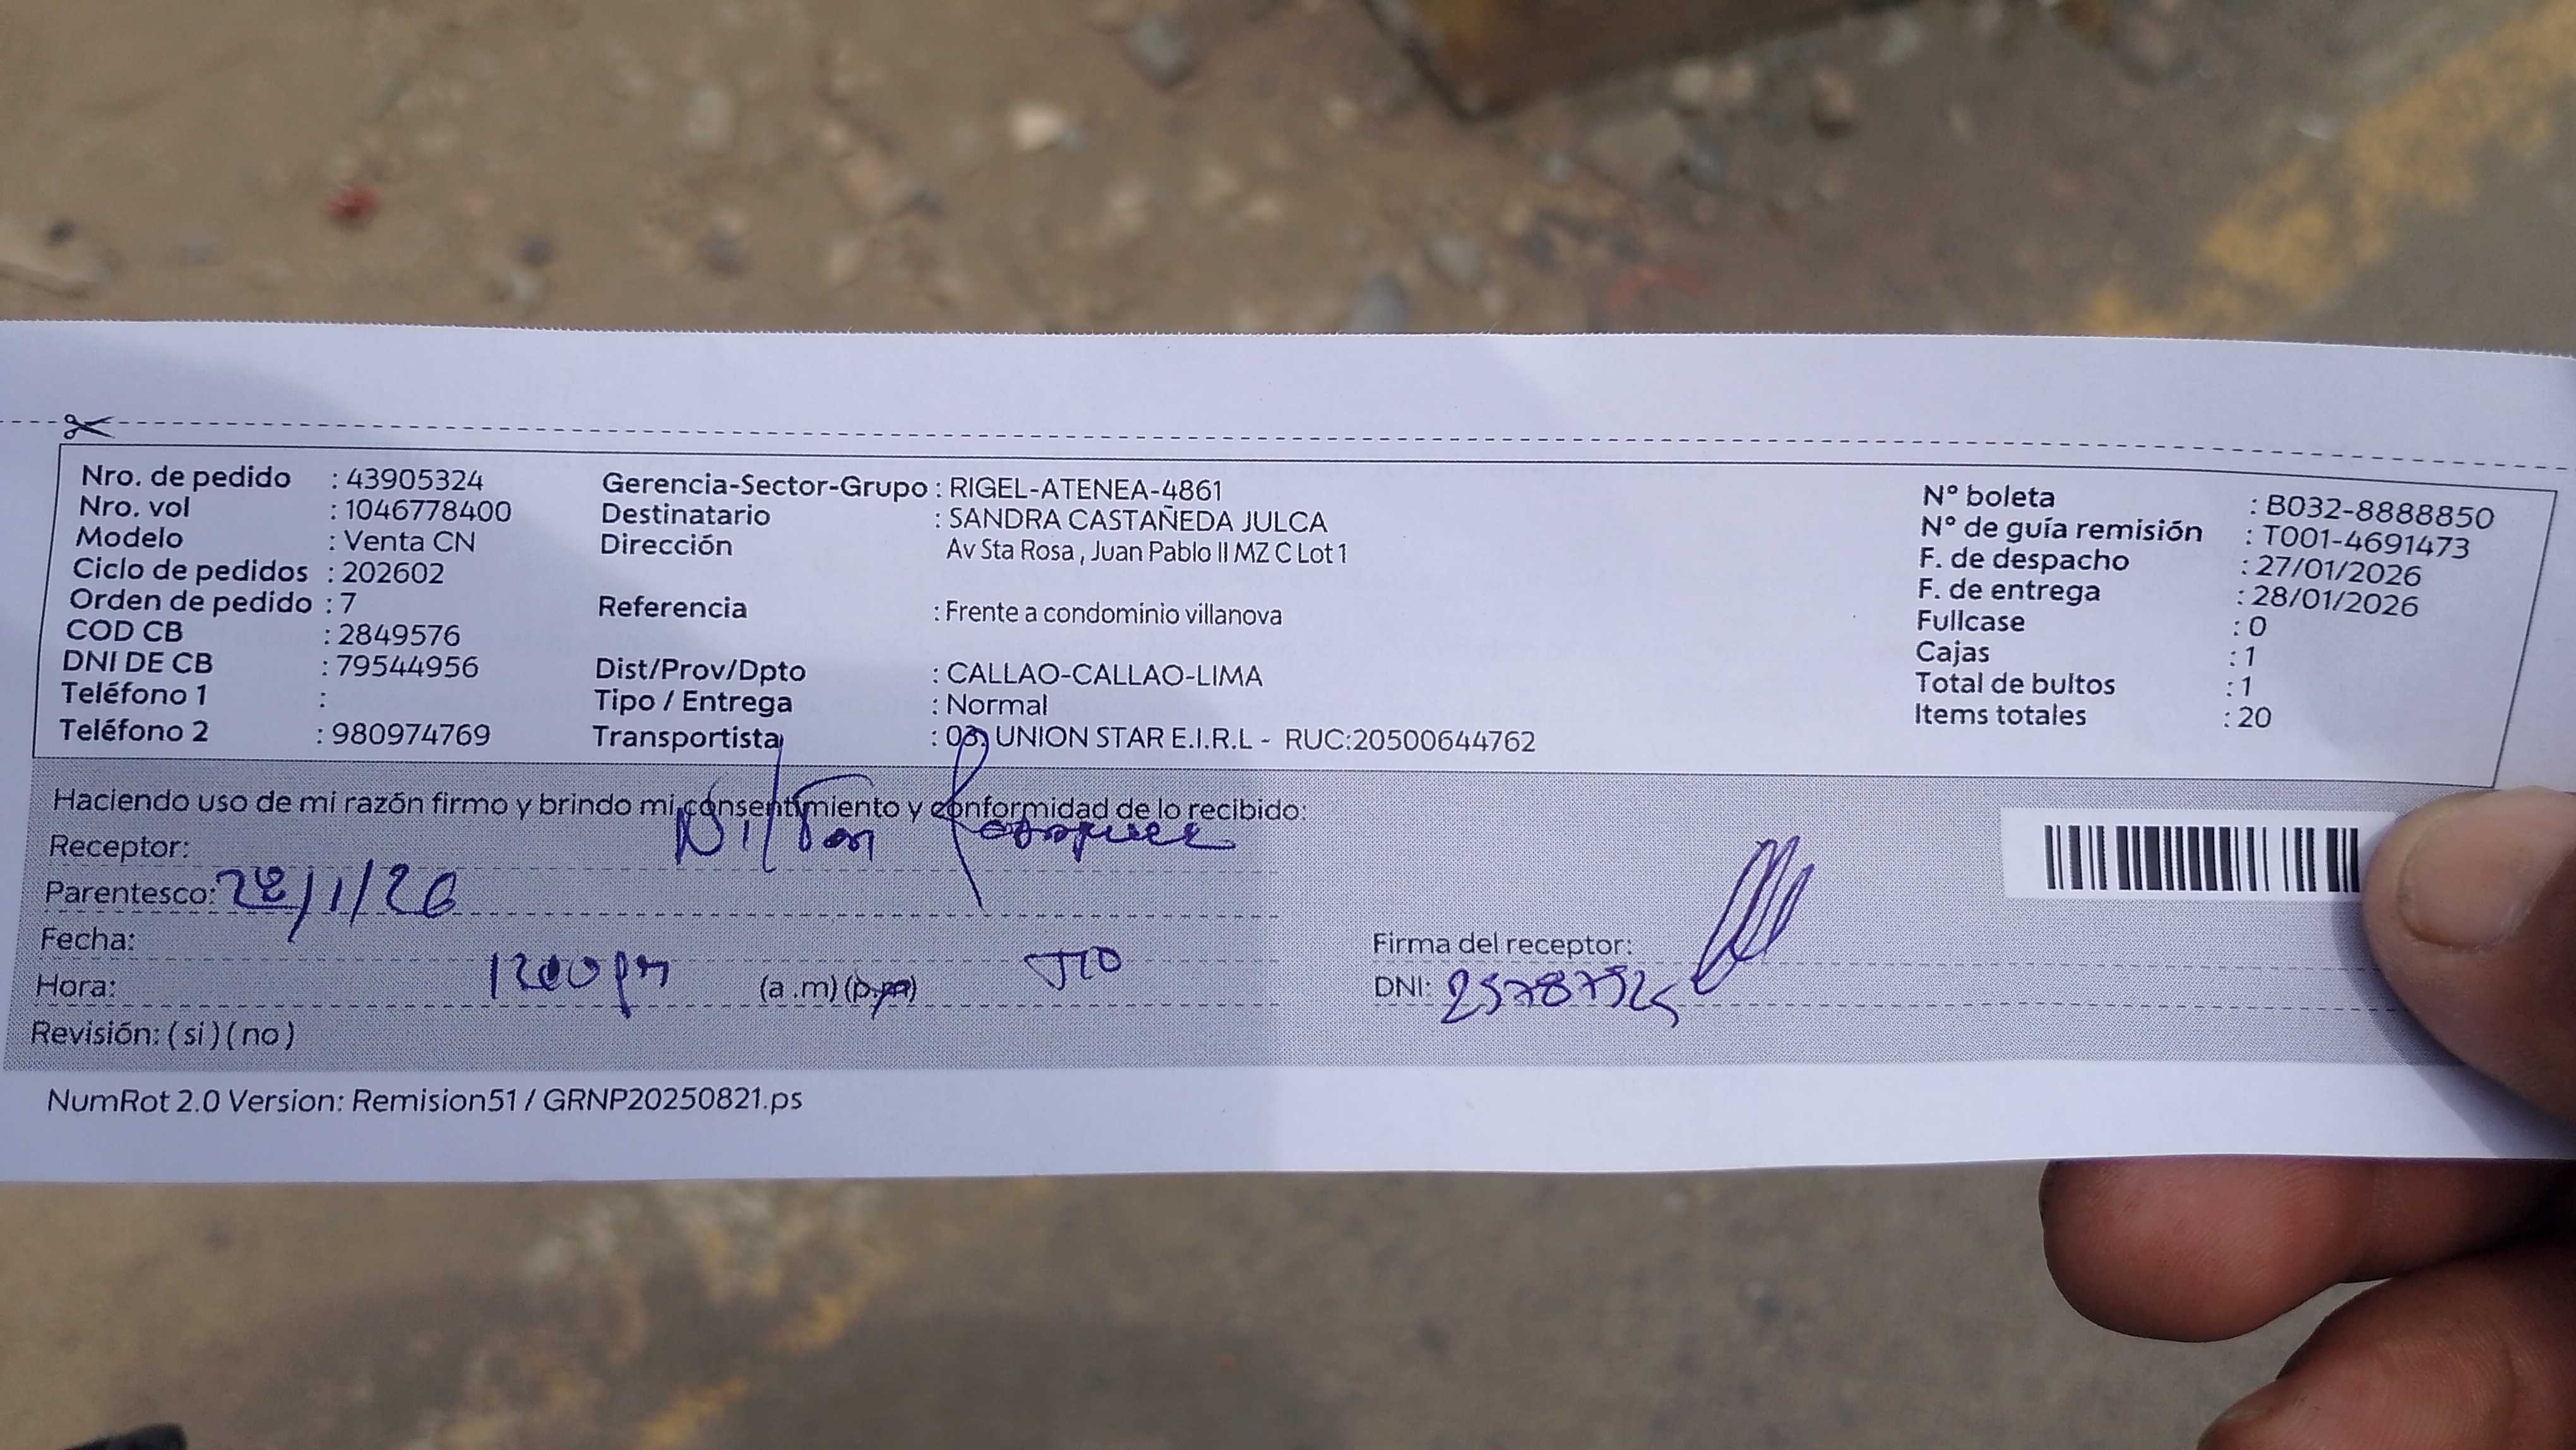 Nro. de pedido : 43905324 Gerencia-Sector-Grupo : RIGEL-ATENEA-4861 N° boleta : B032-8888850
Nro. vol : 1046778400 Destinatario : SANDRA CASTAÑEDA JULCA N° de guía remisión : T001-4691473
Modelo : Venta CN Dirección Av Sta Rosa , Juan Pablo II MZ C Lot 1 F. de despacho : 27/01/2026
Ciclo de pedidos : 202602 F. de entrega : 28/01/2026
Orden de pedido : 7 Referencia : Frente a condominio villanova Fullcase : 0
COD CB : 2849576 Cajas : 1
DNI DE CB : 79544956 Dist/Prov/Dpto : CALLAO-CALLAO-LIMA Total de bultos : 1
Teléfono 1 : Tipo / Entrega : Normal Items totales : 20
Teléfono 2 : 980974769 Transportista : 03. UNION STAR E.I.R.L - RUC:20500644762
Haciendo uso de mi razón firmo y brindo mi consentimiento y conformidad de lo recibido:
Receptor: Nilton
Parentesco: 28/1/26
Fecha: Firma del receptor:
Hora: 1200 pm (a .m) (p.m) DNI:
Revisión: ( si ) ( no )
NumRot 2.0 Version: Remision51 / GRNP20250821.ps